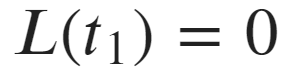 L(t₁) = 0